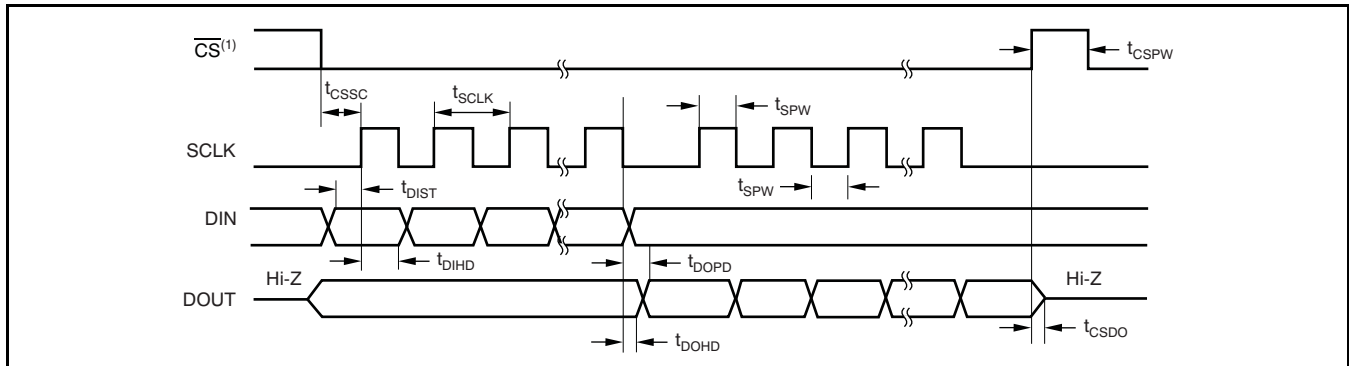 CS(1)
tCSPW
tCSSC
tSCLK
tSPW
SCLK
tDIST
tSPW
DIN
tDIHD
tDOPD
Hi-Z
Hi-Z
DOUT
tDOHD
tCSDO